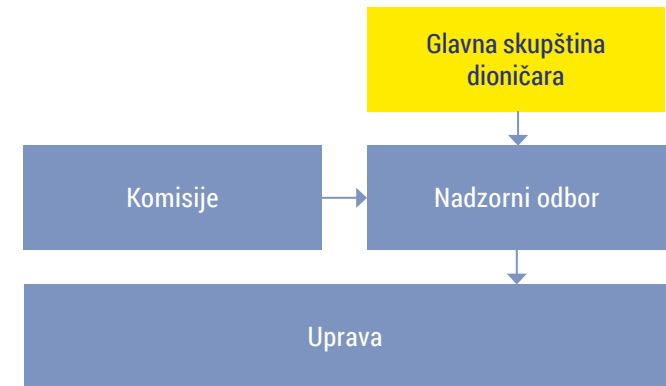 Glavna skupština
dioničara
Komisije
Nadzorni odbor
Uprava